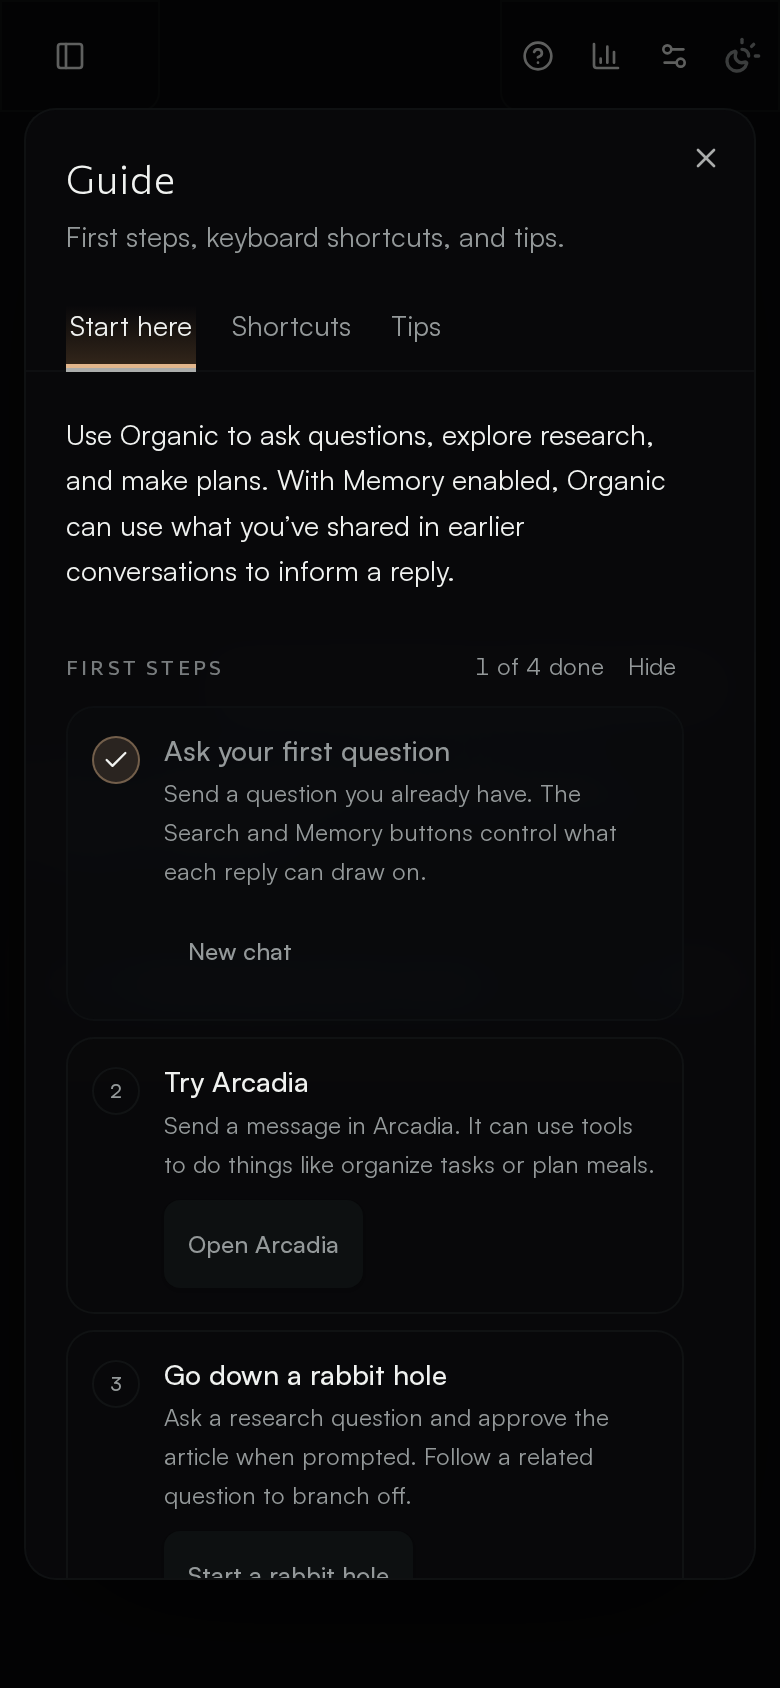 Guide
First steps, keyboard shortcuts, and tips.
Start here Shortcuts Tips
Use Organic to ask questions, explore research,
and make plans. With Memory enabled, Organic
can use what you’ve shared in earlier
conversations to inform a reply.
FIRST STEPS 1 of 4 done Hide
Ask your first question
Send a question you already have. The
Search and Memory buttons control what
each reply can draw on.
New chat
2 Try Arcadia
Send a message in Arcadia. It can use tools
to do things like organize tasks or plan meals.
Open Arcadia
3 Go down a rabbit hole
Ask a research question and approve the
article when prompted. Follow a related
question to branch off.
Start a rabbit hole